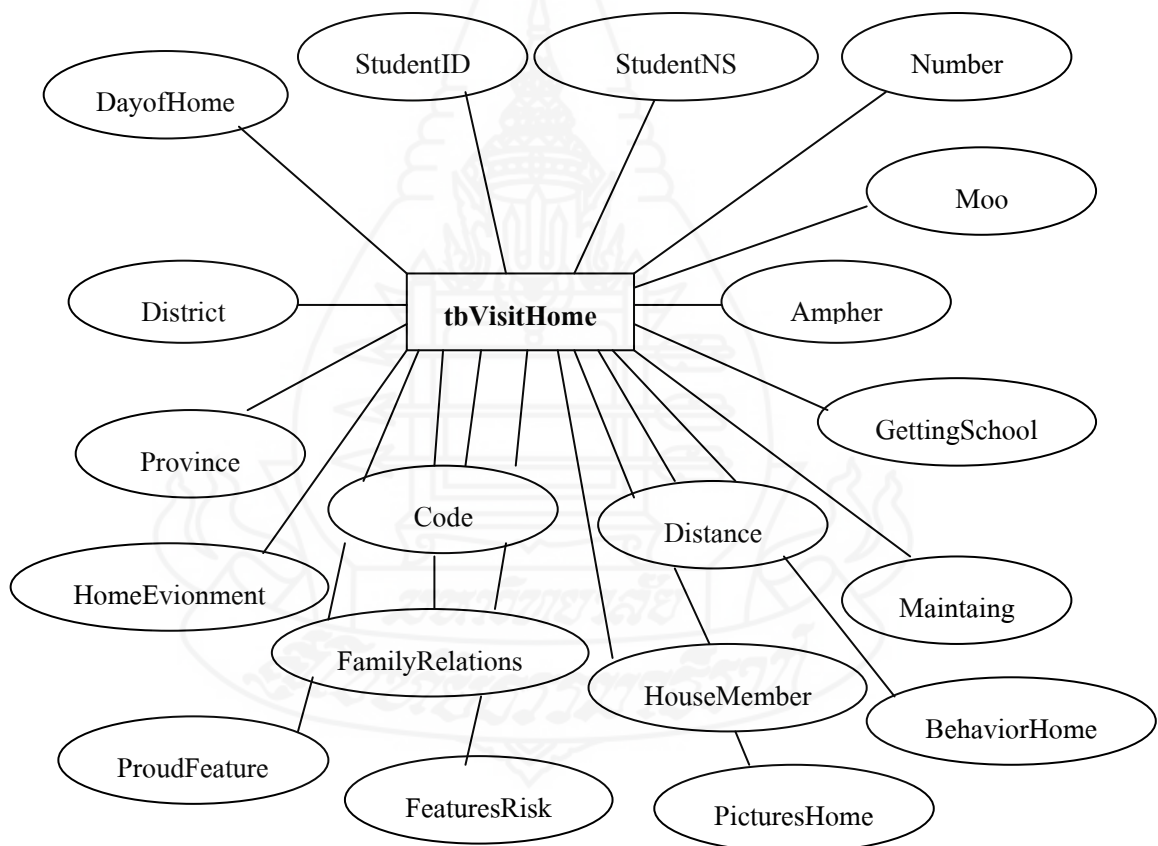 StudentID
StudentNS
Number
DayofHome
Moo
District
tbVisitHome
Ampher
Province
GettingSchool
Code
Distance
HomeEvionment
Maintaing
FamilyRelations
HouseMember
BehaviorHome
ProudFeature
FeaturesRisk
PicturesHome